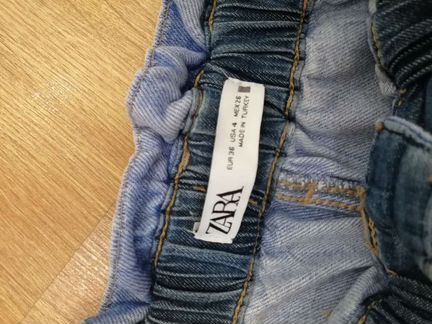 ZARA
EUR 36 USA 4 MEX 26
MADE IN TURKEY